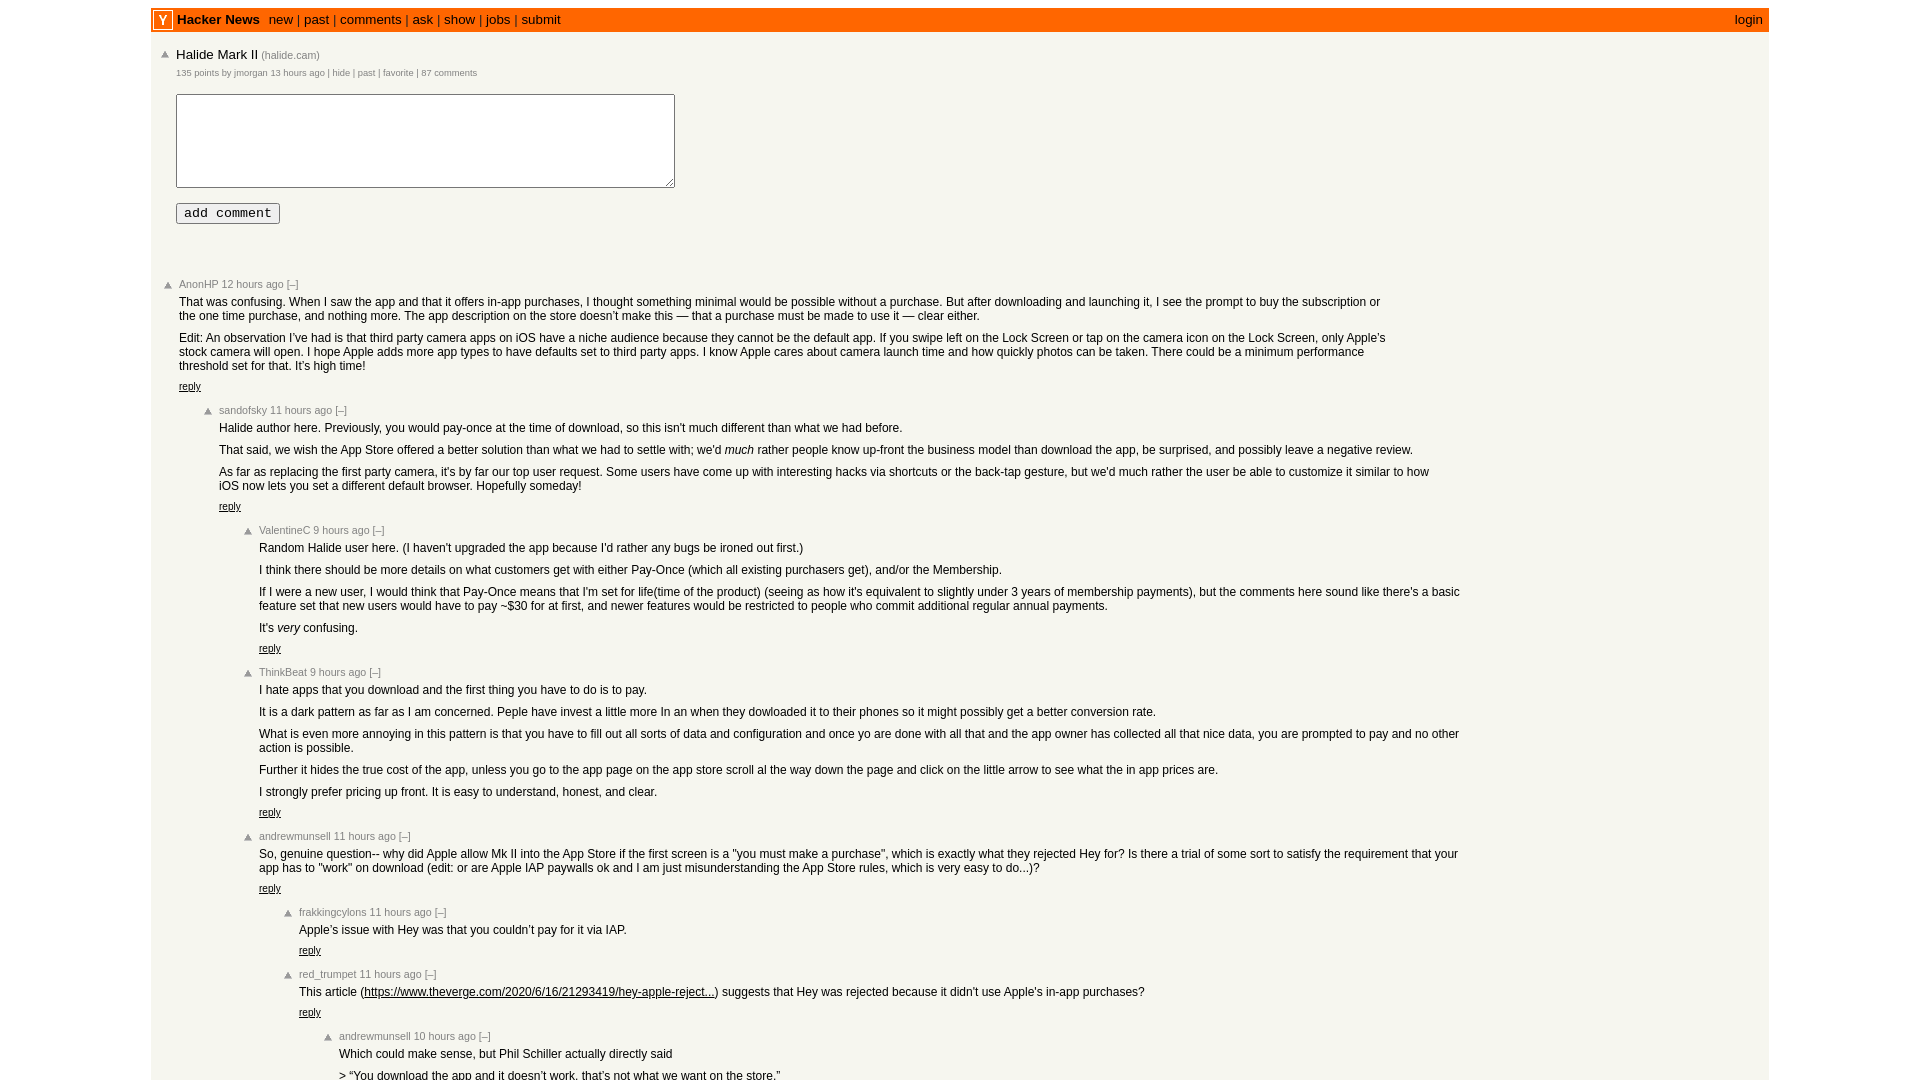 Y Hacker News new | past | comments | ask | show | jobs | submit login
Halide Mark II (halide.cam)
135 points by jmorgan 13 hours ago | hide | past | favorite | 87 comments
add comment
AnonHP 12 hours ago [–]
That was confusing. When I saw the app and that it offers in-app purchases, I thought something minimal would be possible without a purchase. But after downloading and launching it, I see the prompt to buy the subscription or
the one time purchase, and nothing more. The app description on the store doesn’t make this — that a purchase must be made to use it — clear either.
Edit: An observation I’ve had is that third party camera apps on iOS have a niche audience because they cannot be the default app. If you swipe left on the Lock Screen or tap on the camera icon on the Lock Screen, only Apple’s
stock camera will open. I hope Apple adds more app types to have defaults set to third party apps. I know Apple cares about camera launch time and how quickly photos can be taken. There could be a minimum performance
threshold set for that. It’s high time!
reply
sandofsky 11 hours ago [–]
Halide author here. Previously, you would pay-once at the time of download, so this isn't much different than what we had before.
That said, we wish the App Store offered a better solution than what we had to settle with; we'd much rather people know up-front the business model than download the app, be surprised, and possibly leave a negative review.
As far as replacing the first party camera, it's by far our top user request. Some users have come up with interesting hacks via shortcuts or the back-tap gesture, but we'd much rather the user be able to customize it similar to how
iOS now lets you set a different default browser. Hopefully someday!
reply
ValentineC 9 hours ago [–]
Random Halide user here. (I haven't upgraded the app because I'd rather any bugs be ironed out first.)
I think there should be more details on what customers get with either Pay-Once (which all existing purchasers get), and/or the Membership.
If I were a new user, I would think that Pay-Once means that I'm set for life(time of the product) (seeing as how it's equivalent to slightly under 3 years of membership payments), but the comments here sound like there's a basic
feature set that new users would have to pay ~$30 for at first, and newer features would be restricted to people who commit additional regular annual payments.
It's very confusing.
reply
ThinkBeat 9 hours ago [–]
I hate apps that you download and the first thing you have to do is to pay.
It is a dark pattern as far as I am concerned. Peple have invest a little more In an when they dowloaded it to their phones so it might possibly get a better conversion rate.
What is even more annoying in this pattern is that you have to fill out all sorts of data and configuration and once yo are done with all that and the app owner has collected all that nice data, you are prompted to pay and no other
action is possible.
Further it hides the true cost of the app, unless you go to the app page on the app store scroll al the way down the page and click on the little arrow to see what the in app prices are.
I strongly prefer pricing up front. It is easy to understand, honest, and clear.
reply
andrewmunsell 11 hours ago [–]
So, genuine question-- why did Apple allow Mk II into the App Store if the first screen is a "you must make a purchase", which is exactly what they rejected Hey for? Is there a trial of some sort to satisfy the requirement that your
app has to "work" on download (edit: or are Apple IAP paywalls ok and I am just misunderstanding the App Store rules, which is very easy to do...)?
reply
frakkingcylons 11 hours ago [–]
Apple’s issue with Hey was that you couldn’t pay for it via IAP.
reply
red_trumpet 11 hours ago [–]
This article (https://www.theverge.com/2020/6/16/21293419/hey-apple-reject...) suggests that Hey was rejected because it didn't use Apple's in-app purchases?
reply
andrewmunsell 10 hours ago [–]
Which could make sense, but Phil Schiller actually directly said
> “You download the app and it doesn’t work, that’s not what we want on the store.”